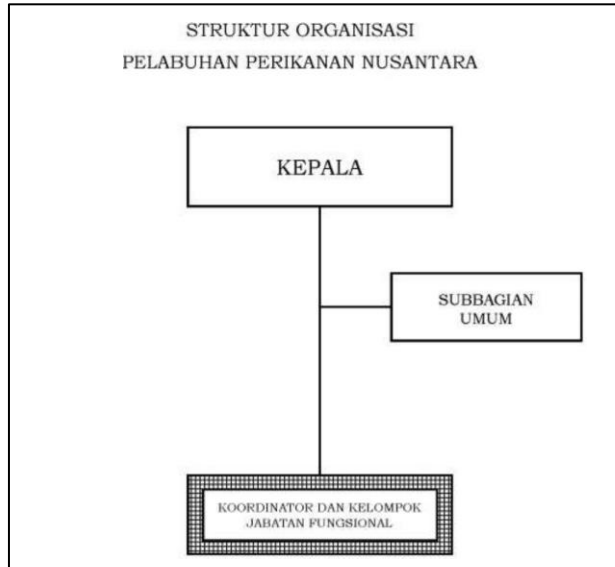 STRUKTUR ORGANISASI
PELABUHAN PERIKANAN NUSANTARA
KEPALA
SUBBAGIAN
UMUM
KOORDINATOR DAN KELOMPOK
JABATAN FUNGSIONAL